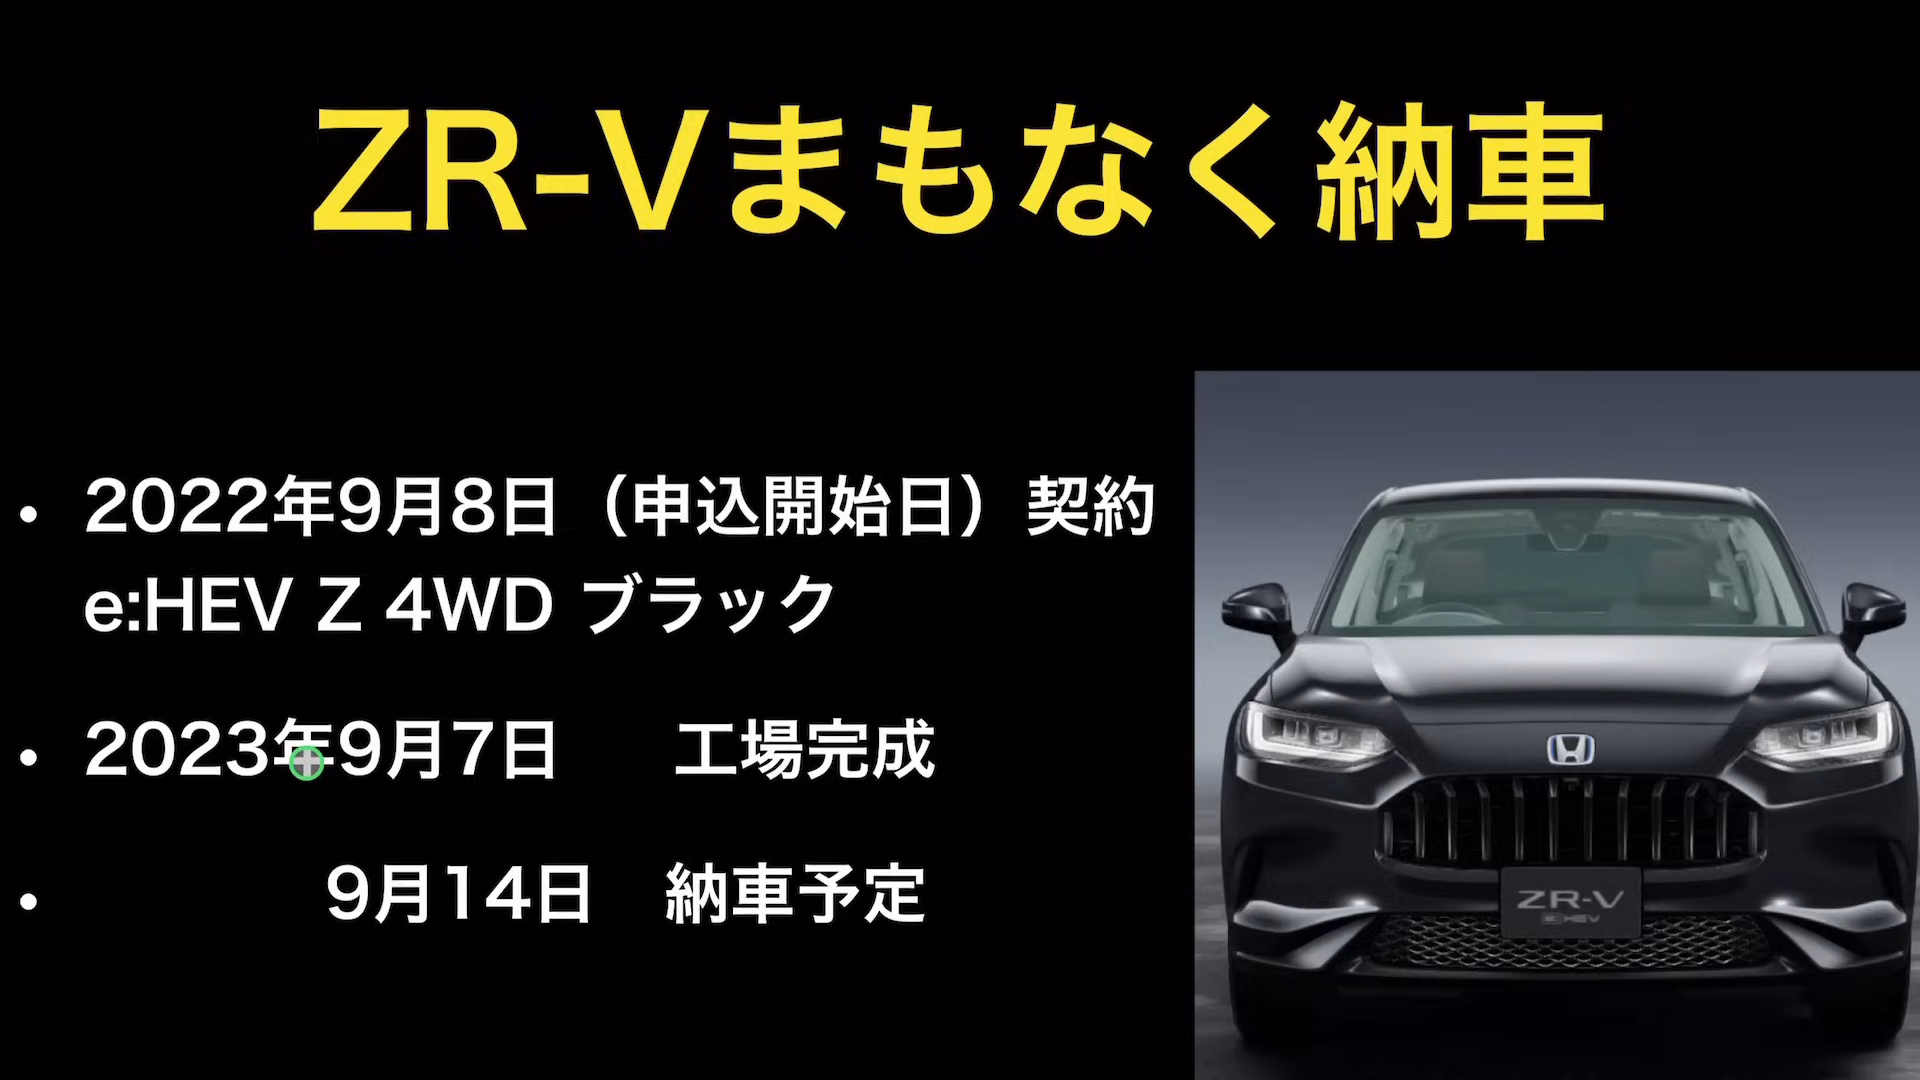 ZR-Vまもなく納車
• 2022年9月8日（申込開始日）契約
e:HEV Z 4WD ブラック
• 2023年9月7日　工場完成
• 9月14日　納車予定
ZR-V
e:HEV